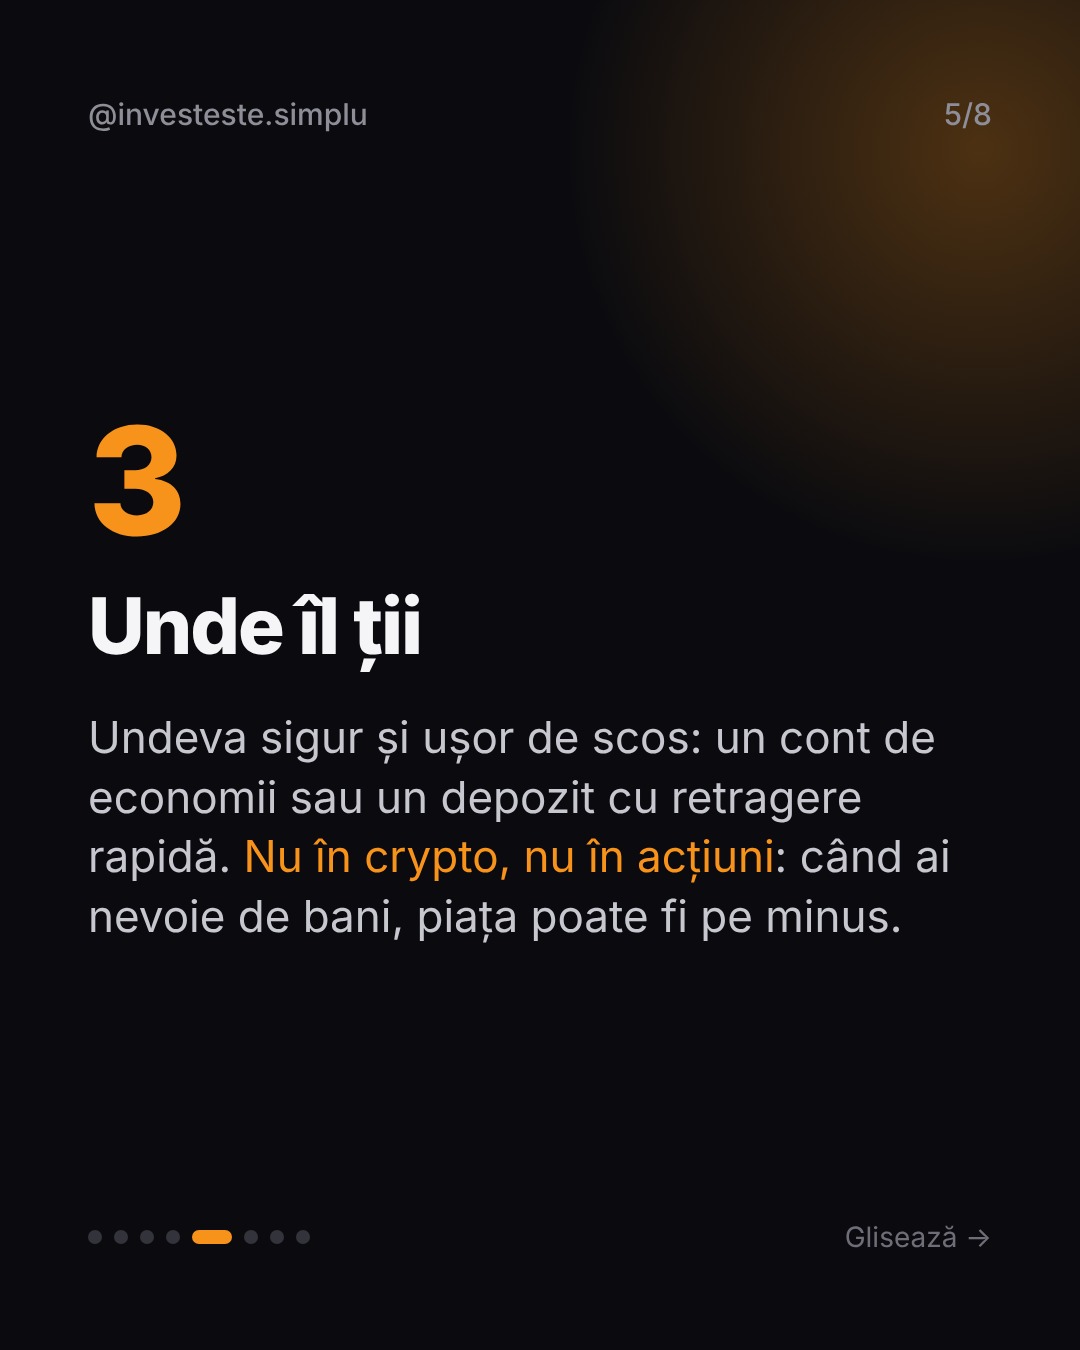 @investeste.simplu
5/8
3
Unde îl ții
Undeva sigur și ușor de scos: un cont de
economii sau un depozit cu retragere
rapidă. Nu în crypto, nu în acțiuni: când ai
nevoie de bani, piața poate fi pe minus.
Glisează →